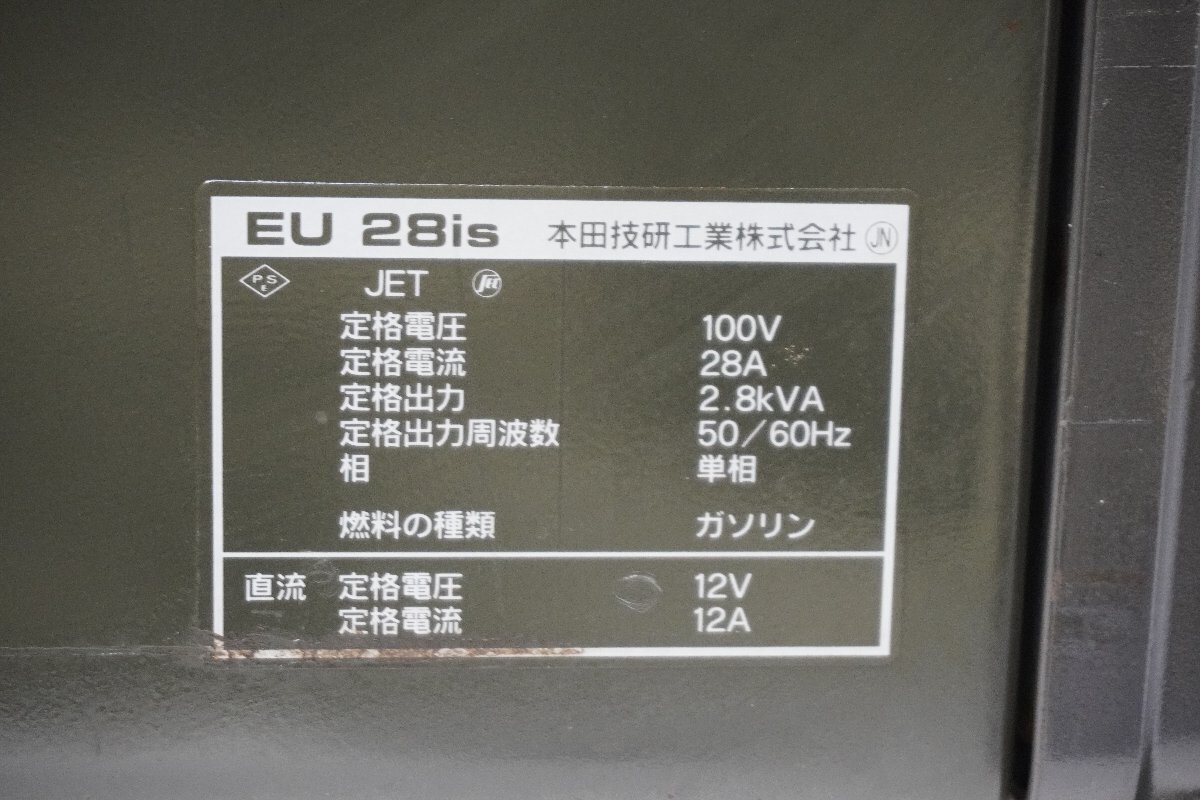 EU 28is 本田技研工業株式会社 JN
PSE JET JET
定格電圧 100V
定格電流 28A
定格出力 2.8kVA
定格出力周波数 50/60Hz
相 単相
燃料の種類 ガソリン
直流 定格電圧 12V
定格電流 12A